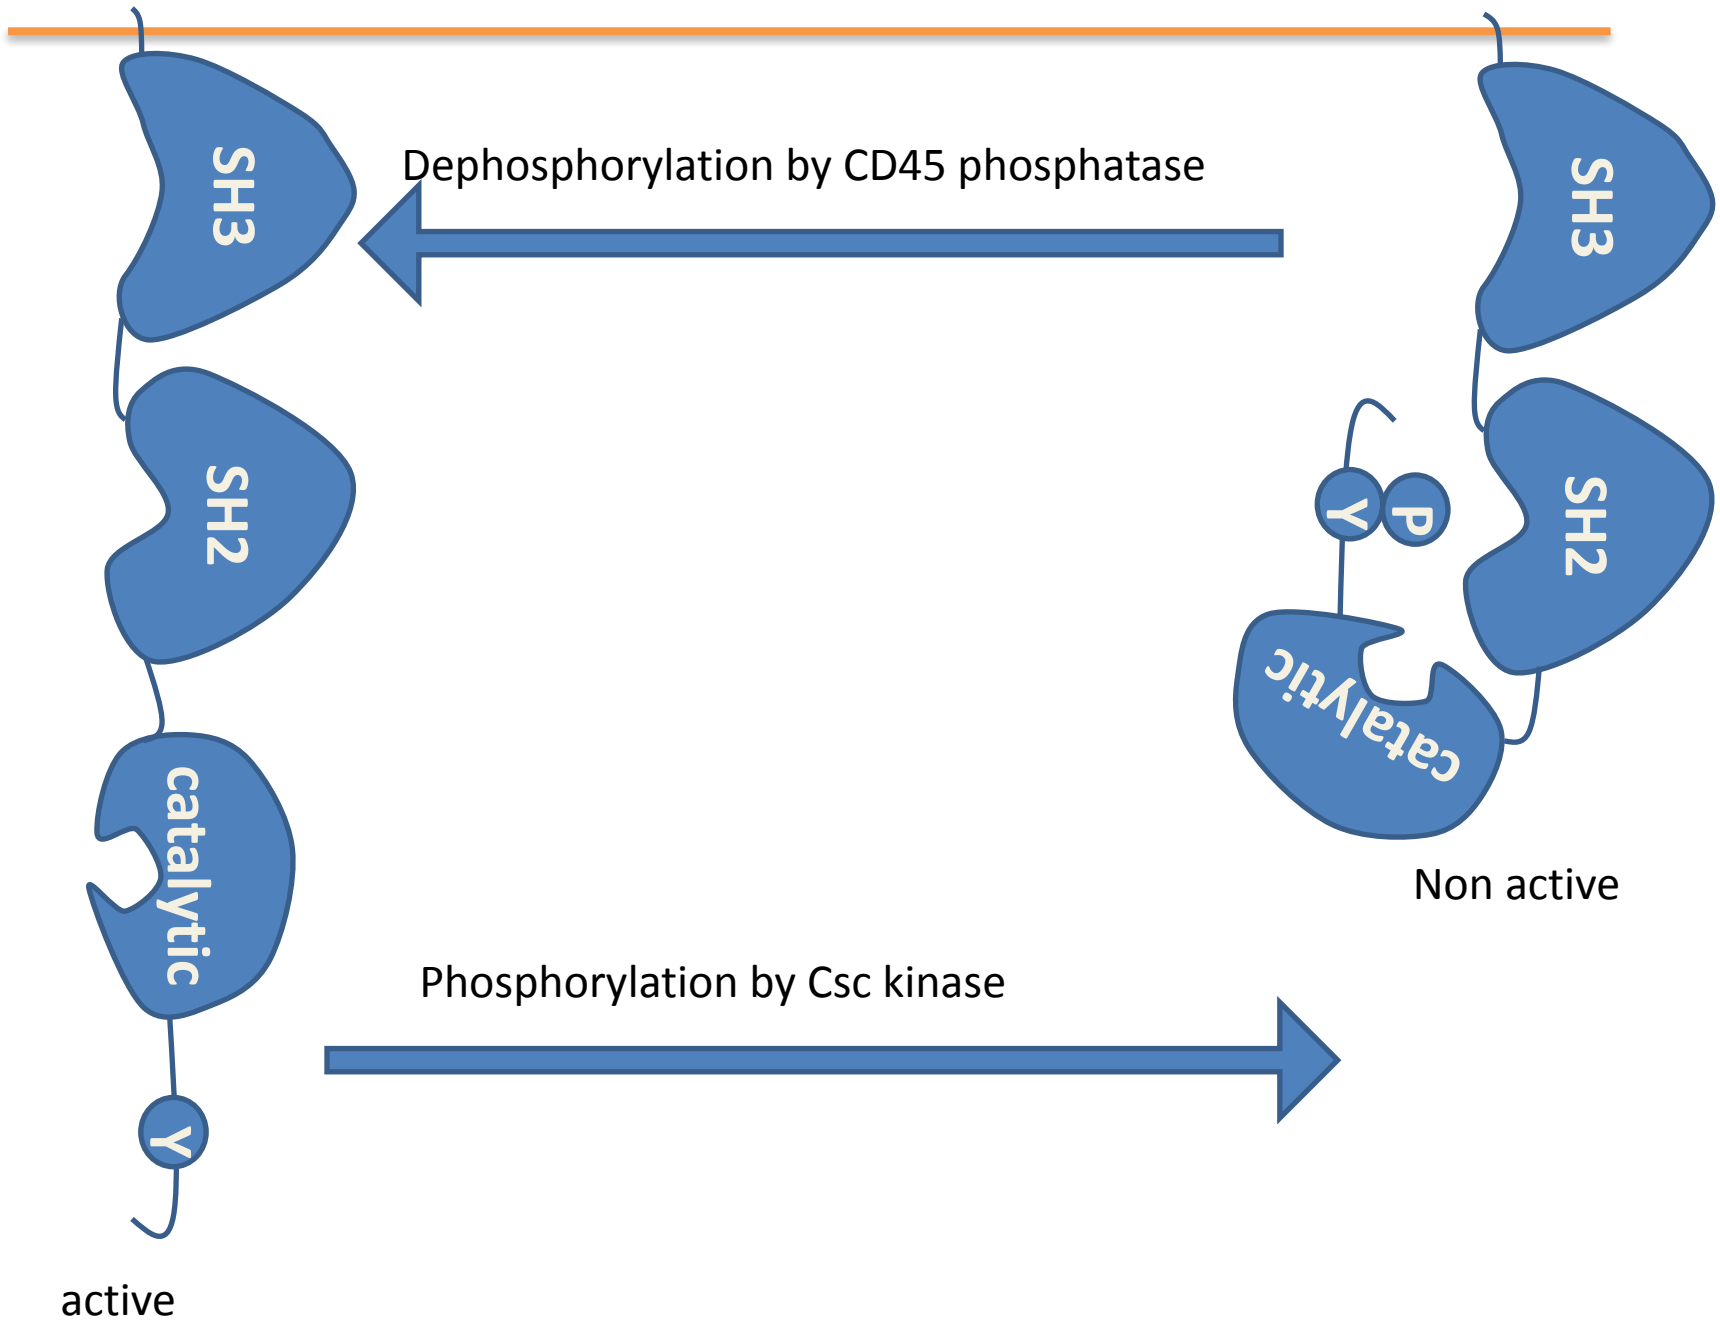 SH3
Dephosphorylation by CD45 phosphatase
SH3
SH2
Y
P
SH2
catalytic
catalytic
Non active
Phosphorylation by Csc kinase
Y
active